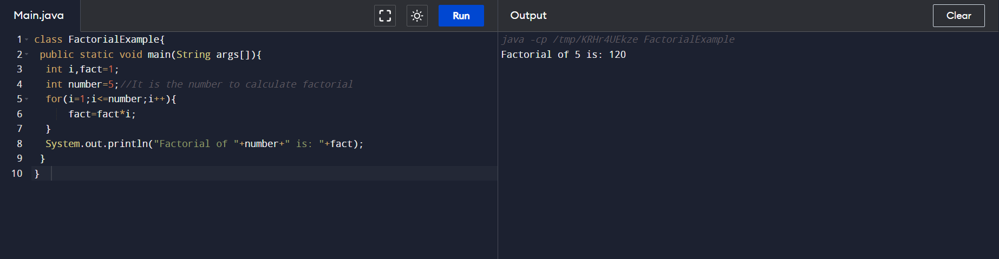 Main.java
Run
1 class FactorialExample{
2 public static void main(String args[]){
3 int i,fact=1;
4 int number=5;//It is the number to calculate factorial
5 for(i=1;i<=number;i++){
6 fact=fact*i;
7 }
8 System.out.println("Factorial of "+number+" is: "+fact);
9 }
10 }
Output
Clear
java -cp /tmp/KRHr4UEkze FactorialExample
Factorial of 5 is: 120